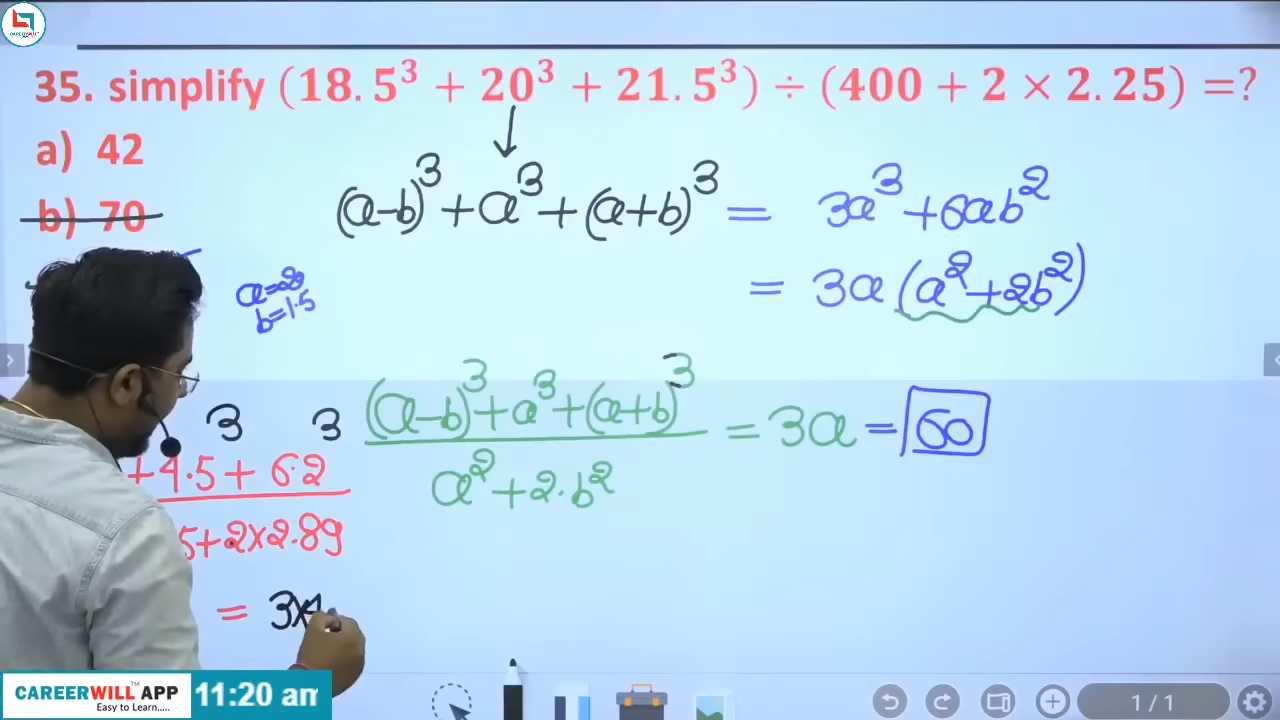 CAREERWILL
35. simplify (18.5³ + 20³ + 21.5³) ÷ (400 + 2 × 2.25) =?
a) 42
b) 70
(a-b)³ + a³ + (a+b)³ = 3a³ + 6ab²
= 3a(a² + 2b²)
a=20
b=1.5
(a-b)³ + a³ + (a+b)³ = 3a = 60
a² + 2·b²
3 3
+4.5 + 6.2
5+2×2.89
= 3×4
CAREERWILL™ APP
Easy to Learn.....
11:20 am
1 / 1